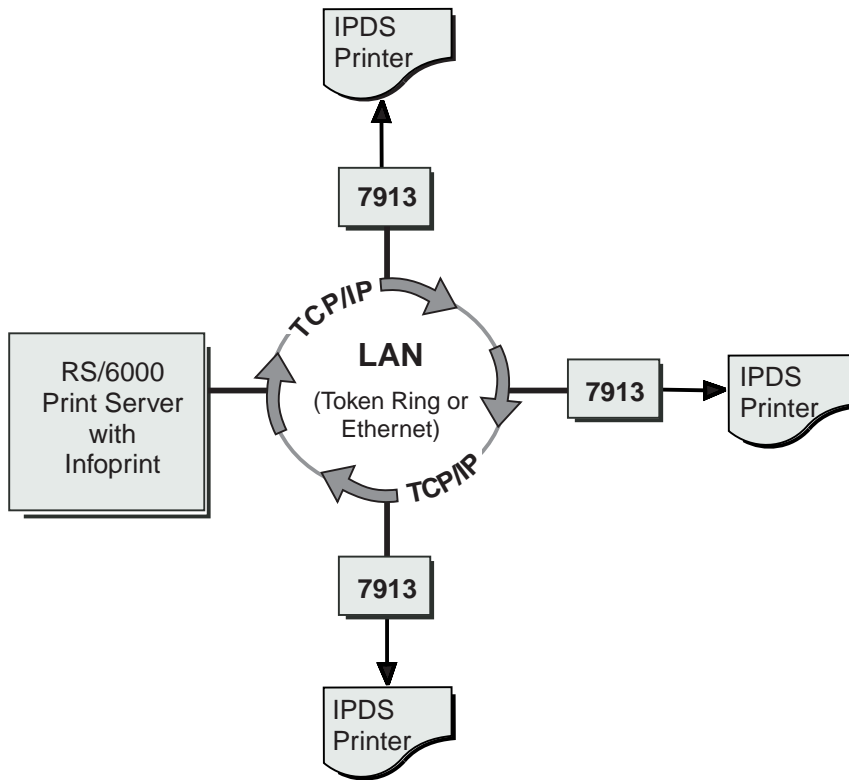 IPDS
Printer
7913
TCP/IP
RS/6000
Print Server
with
Infoprint
LAN
(Token Ring or
Ethernet)
7913
IPDS
Printer
TCP/IP
7913
IPDS
Printer